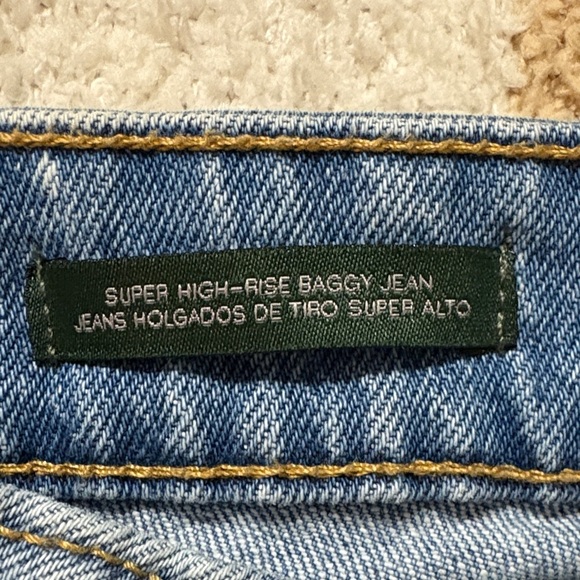 SUPER HIGH-RISE BAGGY JEAN
JEANS HOLGADOS DE TIRO SUPER ALTO